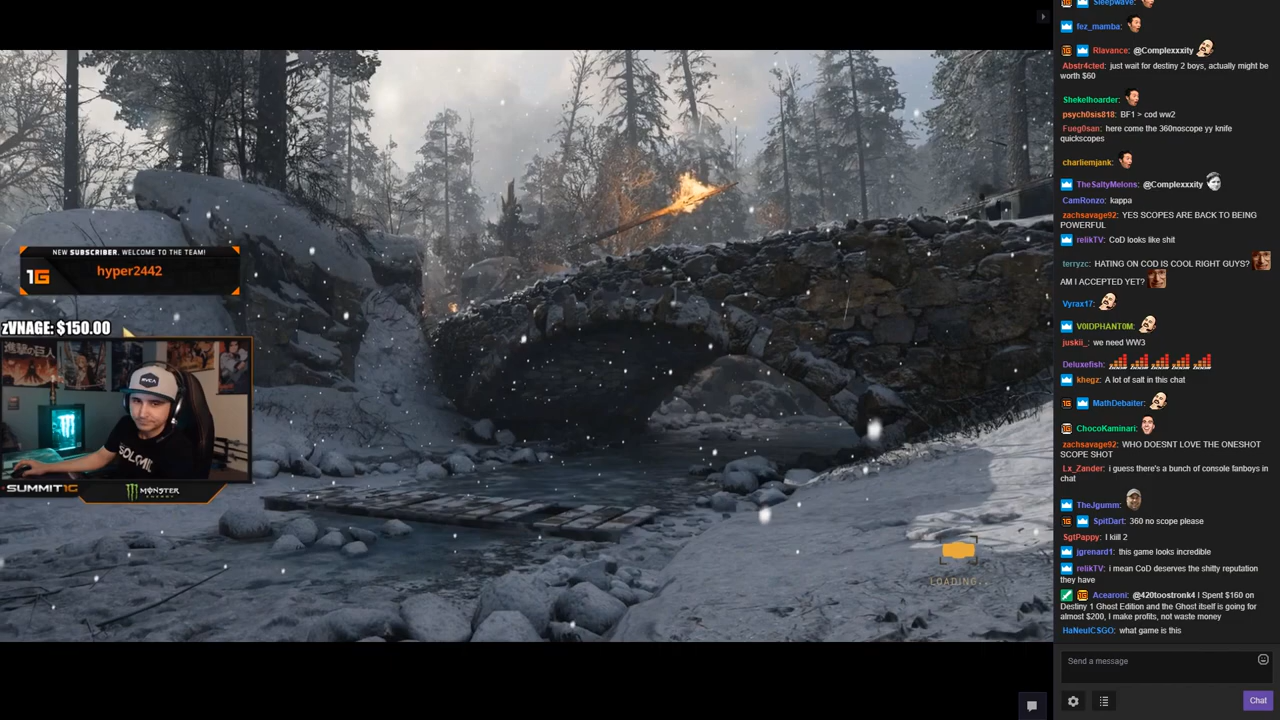 NEW SUBSCRIBER. WELCOME TO THE TEAM!
1G
hyper2442
zVNAGE: $150.00
RVCA
SUMMIT1G
MONSTER
ENERGY
LOADING..
Sleepwave:
fez_mamba:
Rlavance: @Complexxxity
Abstr4cted: just wait for destiny 2 boys, actually might be
worth $60
Shekelhoarder:
psych0sis818: BF1 > cod ww2
Fueg0san: here come the 360noscope yy knife
quickscopes
charliemjank:
TheSaltyMelons: @Complexxxity
CamRonzo: kappa
zachsavage92: YES SCOPES ARE BACK TO BEING
POWERFUL
relikTV: CoD looks like shit
terryzc: HATING ON COD IS COOL RIGHT GUYS?
AM I ACCEPTED YET?
Vyrax17:
V0IDPHANT0M:
juskii_: we need WW3
Deluxefish:
khegz: A lot of salt in this chat
MathDebaiter:
ChocoKaminari:
zachsavage92: WHO DOESNT LOVE THE ONESHOT
SCOPE SHOT
Lx_Zander: i guess there's a bunch of console fanboys in
chat
TheJgumm:
SpitDart: 360 no scope please
SgtPappy: I kiill 2
jgrenard1: this game looks incredible
relikTV: i mean CoD deserves the shitty reputation
they have
Acearoni: @420toostronk4 I Spent $160 on
Destiny 1 Ghost Edition and the Ghost itself is going for
almost $200, I make profits, not waste money
HaNeulCSGO: what game is this
Send a message
Chat